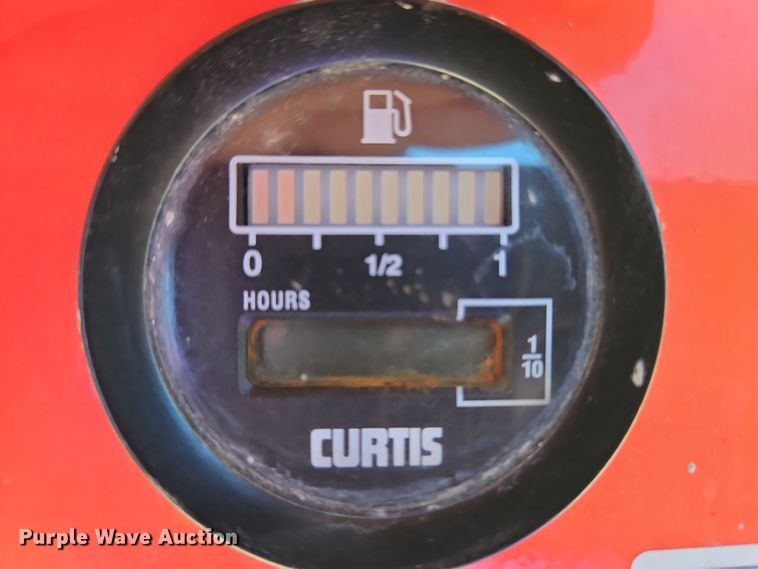 0 1/2 1
HOURS
1/10
CURTIS
Purple Wave Auction